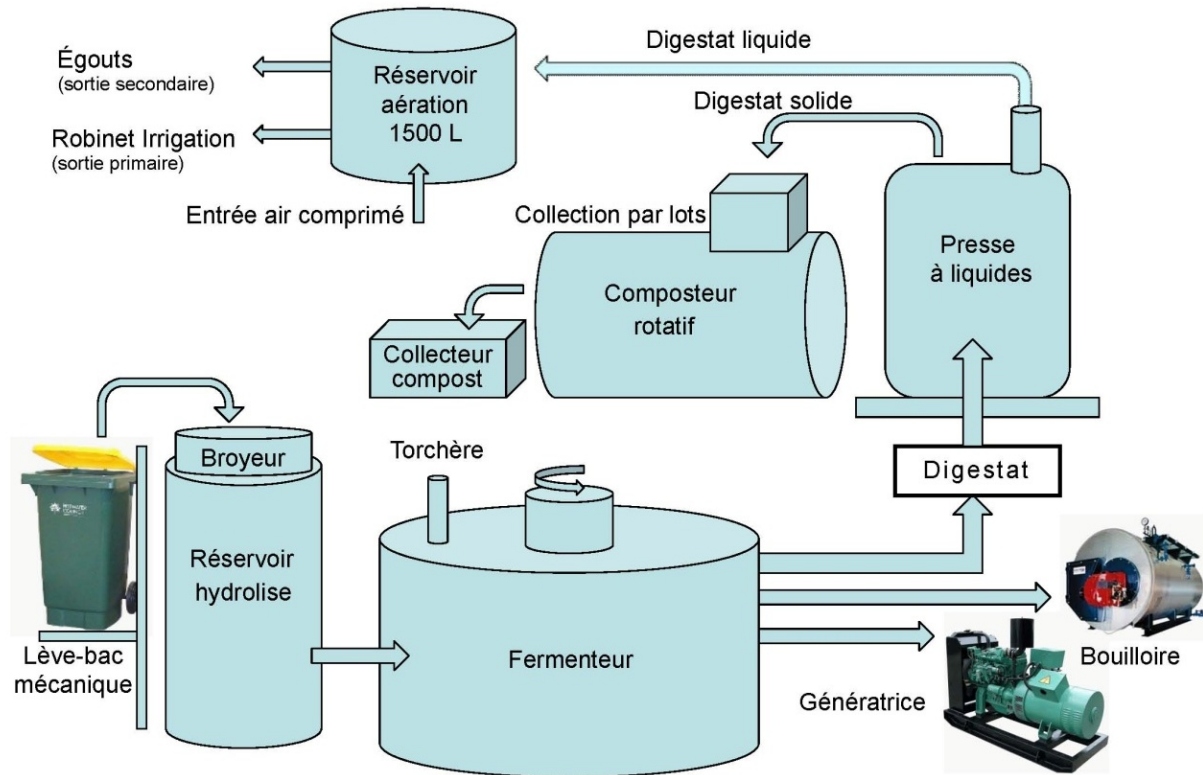 Digestat liquide
Égouts
(sortie secondaire)
Réservoir
aération
1500 L
Digestat solide
Robinet Irrigation
(sortie primaire)
Entrée air comprimé
Collection par lots
Presse
à liquides
Composteur
rotatif
Collecteur
compost
Broyeur
Torchère
Digestat
Réservoir
hydrolise
Lève-bac
mécanique
Fermenteur
Bouilloire
Génératrice